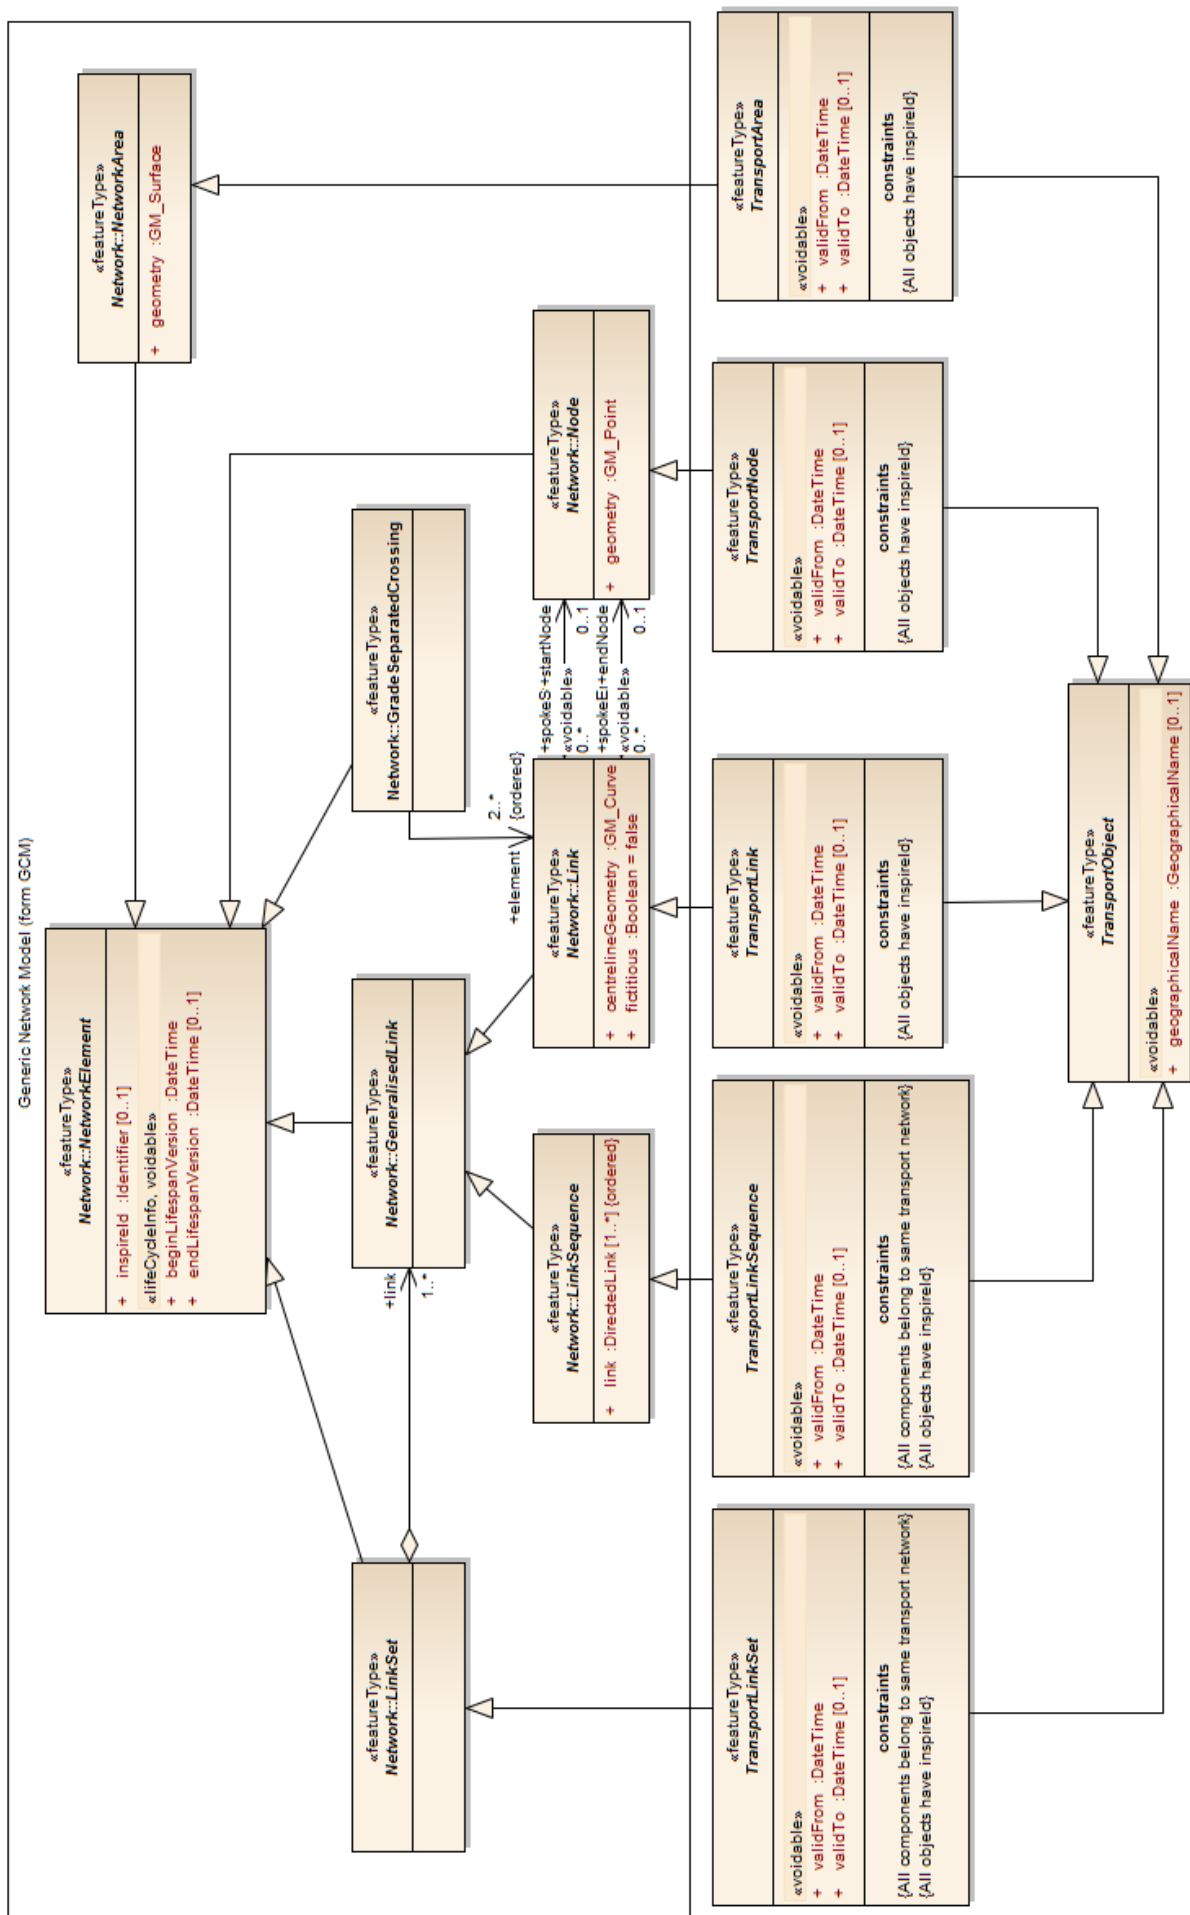 Generic Network Model (form GCM)
«featureType»
Network::NetworkElement
+ inspireId :Identifier [0..1]
«lifeCycleInfo, voidable»
+ beginLifespanVersion :DateTime
+ endLifespanVersion :DateTime [0..1]
«featureType»
Network::NetworkArea
+ geometry :GM_Surface
«featureType»
Network::LinkSet
+link
1..*
«featureType»
Network::GeneralisedLink
«featureType»
Network::GradeSeparatedCrossing
+element
2..*
{ordered}
«featureType»
Network::LinkSequence
+ link :DirectedLink [1..*] {ordered}
«featureType»
Network::Link
+ centrelineGeometry :GM_Curve
+ fictitious :Boolean = false
+spokeS +startNode
«voidable»
0..* 0..1
+spokeE +endNode
«voidable»
0..* 0..1
«featureType»
Network::Node
+ geometry :GM_Point
«featureType»
TransportLinkSet
«voidable»
+ validFrom :DateTime
+ validTo :DateTime [0..1]
constraints
{All components belong to same transport network}
{All objects have inspireId}
«featureType»
TransportLinkSequence
«voidable»
+ validFrom :DateTime
+ validTo :DateTime [0..1]
constraints
{All components belong to same transport network}
{All objects have inspireId}
«featureType»
TransportLink
«voidable»
+ validFrom :DateTime
+ validTo :DateTime [0..1]
constraints
{All objects have inspireId}
«featureType»
TransportNode
«voidable»
+ validFrom :DateTime
+ validTo :DateTime [0..1]
constraints
{All objects have inspireId}
«featureType»
TransportArea
«voidable»
+ validFrom :DateTime
+ validTo :DateTime [0..1]
constraints
{All objects have inspireId}
«featureType»
TransportObject
«voidable»
+ geographicalName :GeographicalName [0..1]